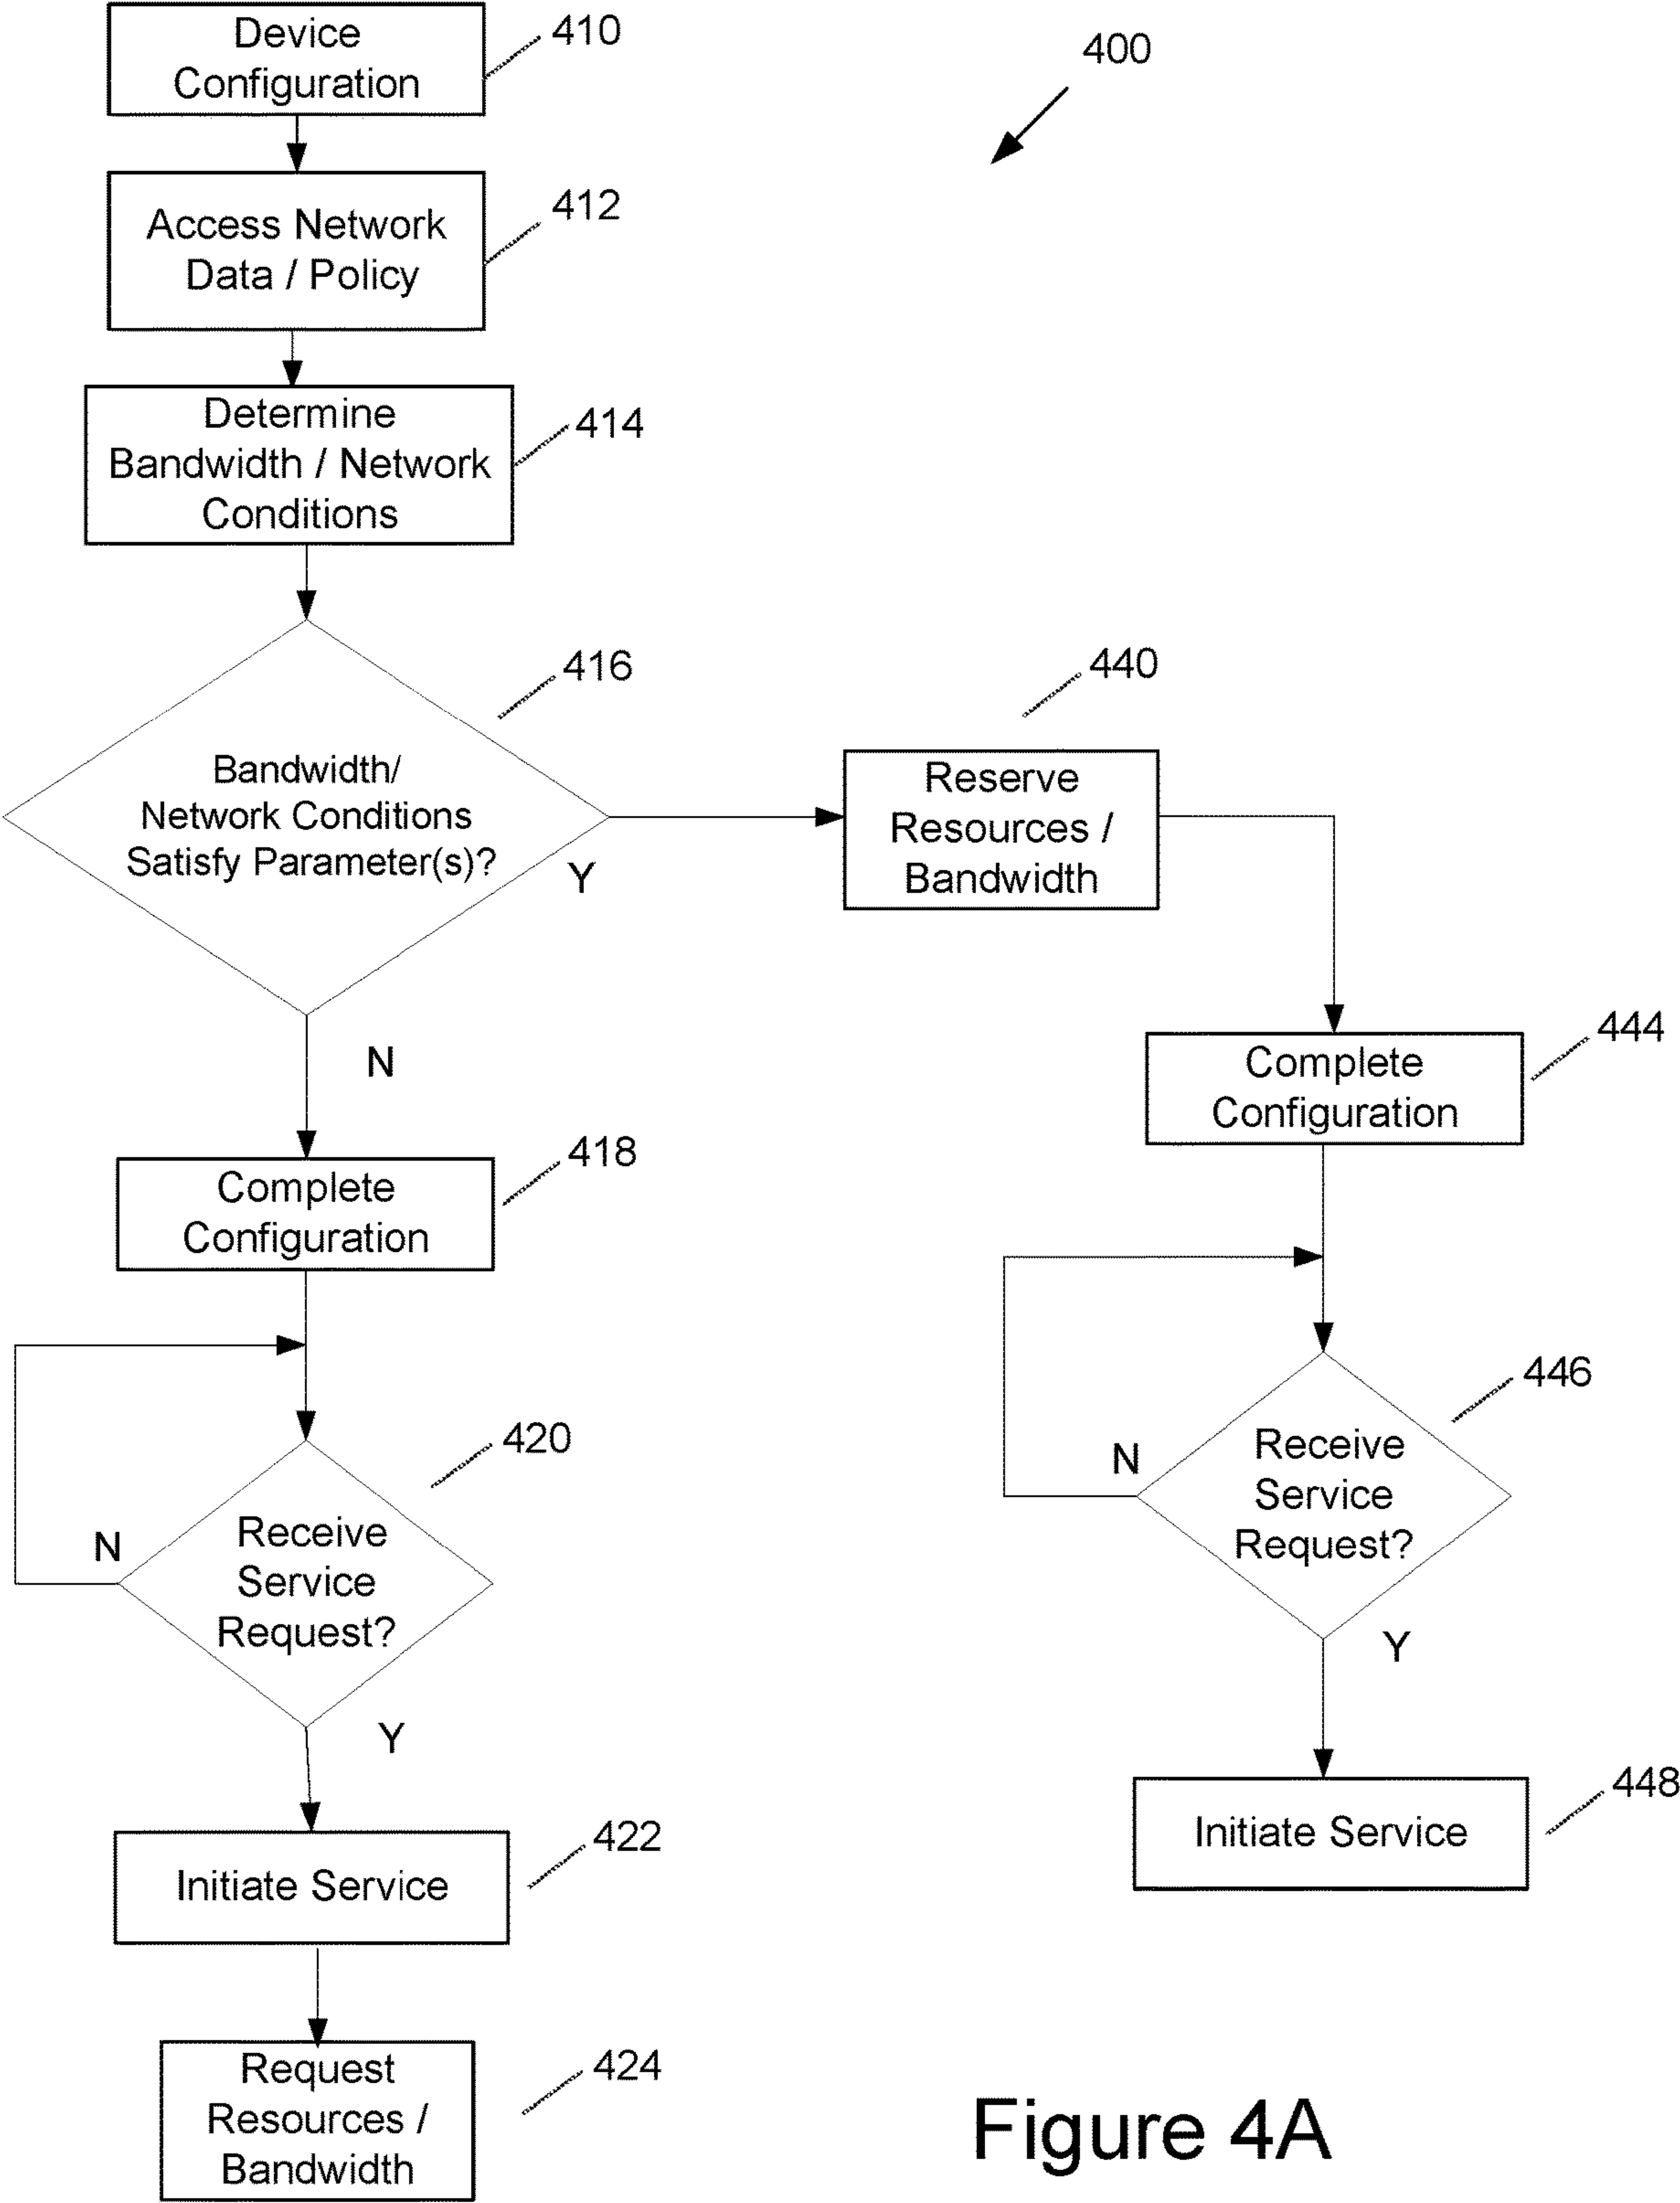 Device
Configuration
410
400
Access Network
Data / Policy
412
Determine
Bandwidth / Network
Conditions
414
Bandwidth/
Network Conditions
Satisfy Parameter(s)?
416
Y
N
Reserve
Resources /
Bandwidth
440
Complete
Configuration
444
Complete
Configuration
418
Receive
Service
Request?
420
N
Y
Receive
Service
Request?
446
N
Y
Initiate Service
422
Initiate Service
448
Request
Resources /
Bandwidth
424
Figure 4A